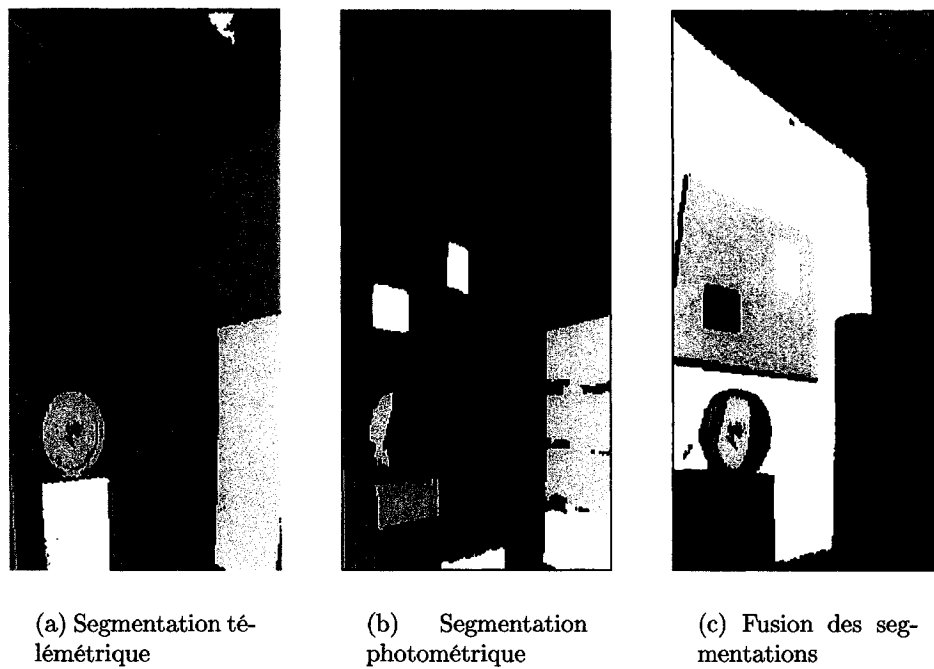 (a) Segmentation té-
lémétrique
(b) Segmentation
photométrique
(c) Fusion des seg-
mentations